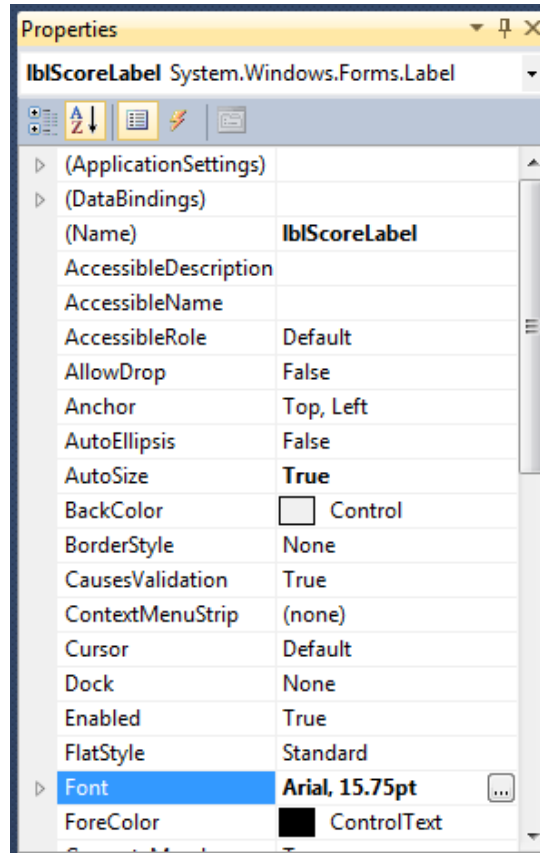 Properties
lblScoreLabel System.Windows.Forms.Label
(ApplicationSettings)
(DataBindings)
(Name) lblScoreLabel
AccessibleDescription
AccessibleName
AccessibleRole Default
AllowDrop False
Anchor Top, Left
AutoEllipsis False
AutoSize True
BackColor Control
BorderStyle None
CausesValidation True
ContextMenuStrip (none)
Cursor Default
Dock None
Enabled True
FlatStyle Standard
Font Arial, 15.75pt ...
ForeColor ControlText